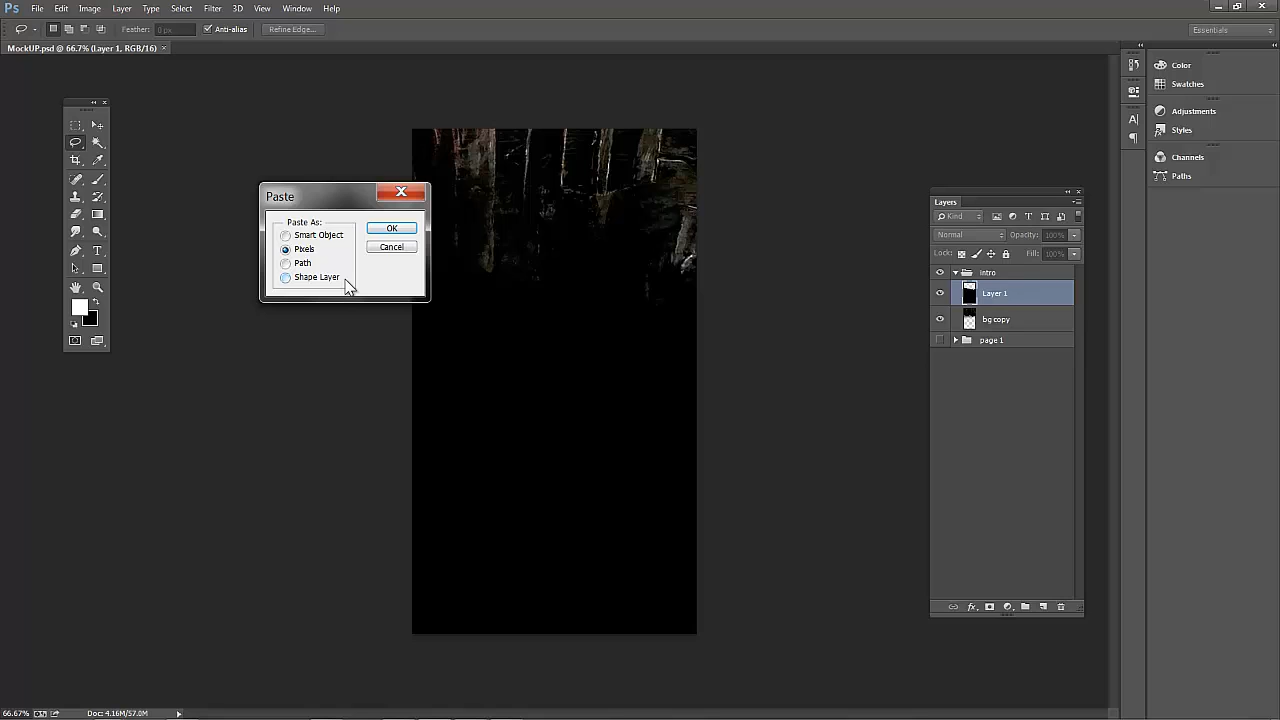 Ps File Edit Image Layer Type Select Filter 3D View Window Help
Feather: 0 px Anti-alias Refine Edge... Essentials
MockUP.psd @ 66.7% (Layer 1, RGB/16) ×
Color
Swatches
Adjustments
Styles
Channels
Paths
Paste
Paste As:
Smart Object
Pixels
Path
Shape Layer
OK
Cancel
Layers
Kind
Normal Opacity: 100%
Lock: Fill: 100%
intro
Layer 1
bg copy
page 1
fx
66.67% Doc: 4.16M/57.0M